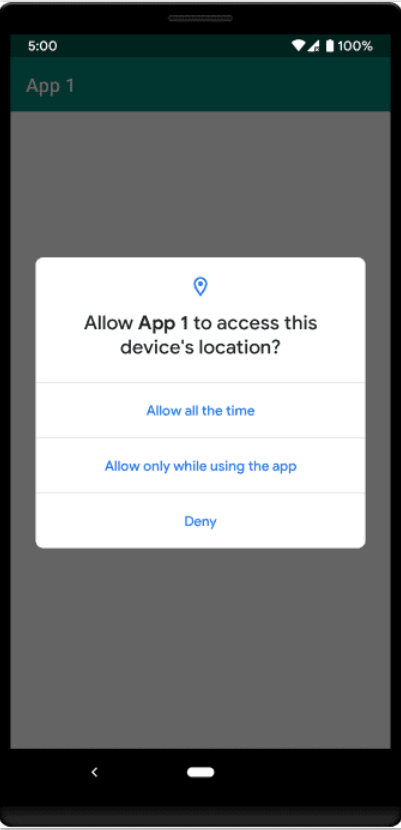 5:00 100%
App 1
Allow App 1 to access this
device's location?
Allow all the time
Allow only while using the app
Deny